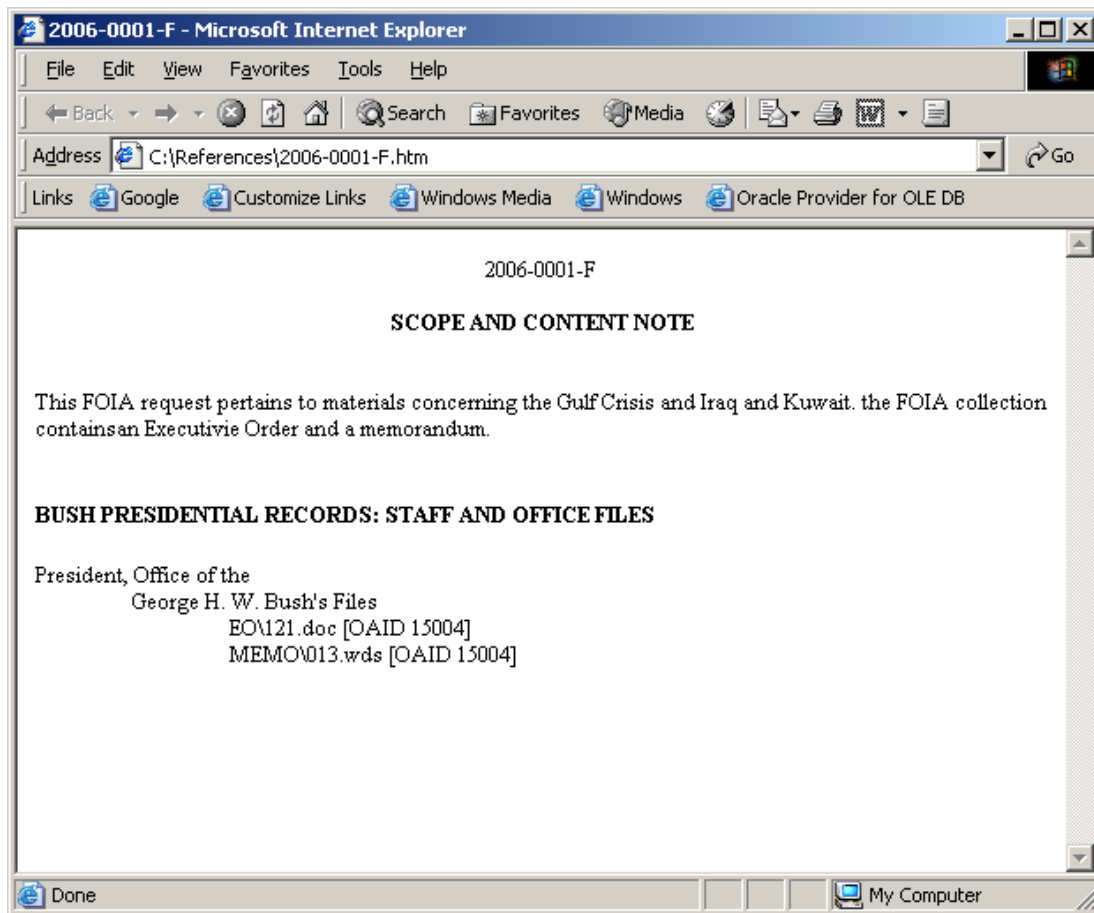 2006-0001-F - Microsoft Internet Explorer
File Edit View Favorites Tools Help
Back Search Favorites Media
Address C:\References\2006-0001-F.htm Go
Links Google Customize Links Windows Media Windows Oracle Provider for OLE DB
2006-0001-F
SCOPE AND CONTENT NOTE
This FOIA request pertains to materials concerning the Gulf Crisis and Iraq and Kuwait. the FOIA collection
containsan Executivie Order and a memorandum.
BUSH PRESIDENTIAL RECORDS: STAFF AND OFFICE FILES
President, Office of the
George H. W. Bush's Files
EO\121.doc [OAID 15004]
MEMO\013.wds [OAID 15004]
Done My Computer